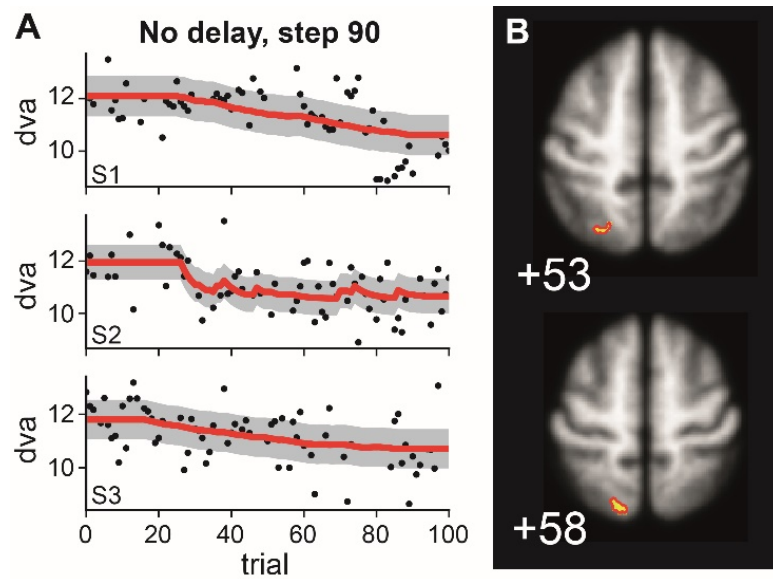 A
No delay, step 90
dva
12
10
S1
dva
12
10
S2
dva
12
10
S3
0 20 40 60 80 100
trial
B
+53
+58